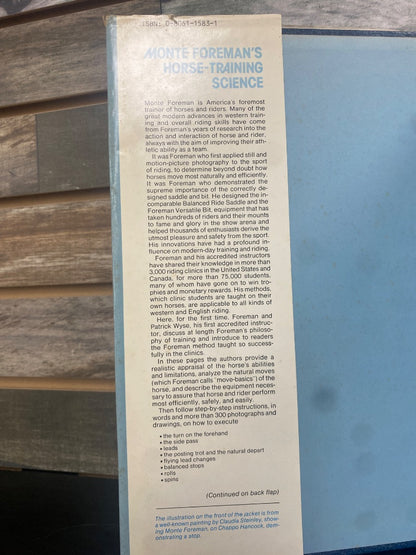 ISBN: 0-8061-1583-1
MONTE FOREMAN'S
HORSE-TRAINING
SCIENCE
Monte Foreman is America's foremost
trainer of horses and riders. Many of the
great modern advances in western train-
ing and overall riding skills have come
from Foreman's years of research into the
action and interaction of horse and rider,
always with the aim of improving their ath-
letic ability as a team.
It was Foreman who first applied still and
motion-picture photography to the sport
of riding, to determine beyond doubt how
horses move most naturally and efficiently.
It was Foreman who demonstrated the
supreme importance of the correctly de-
signed saddle and bit. He designed the in-
comparable Balanced Ride Saddle and the
Foreman Versatile Bit, equipment that has
taken hundreds of riders and their mounts
to fame and glory in the show arena and
helped thousands of enthusiasts derive the
utmost pleasure and safety from the sport.
His innovations have had a profound in-
fluence on modern-day training and riding.
Foreman and his accredited instructors
have shared their knowledge in more than
3,000 riding clinics in the United States and
Canada, for more than 75,000 students,
many of whom have gone on to win tro-
phies and monetary rewards. His methods,
which clinic students are taught on their
own horses, are applicable to all kinds of
western and English riding.
Here, for the first time, Foreman and
Patrick Wyse, his first accredited instruc-
tor, discuss at length Foreman's philoso-
phy of training and introduce to readers
the Foreman method taught so success-
fully in the clinics.
In these pages the authors provide a
realistic appraisal of the horse's abilities
and limitations, analyze the natural moves
(which Foreman calls "move-basics") of the
horse, and describe the equipment neces-
sary to assure that horse and rider perform
most efficiently, safely, and easily.
Then follow step-by-step instructions, in
words and more than 300 photographs and
drawings, on how to execute
• the turn on the forehand
• the side pass
• leads
• the posting trot and the natural depart
• flying lead changes
• balanced stops
• rolls
• spins
(Continued on back flap)
The illustration on the front of the jacket is from
a well-known painting by Claudia Steinley, show-
ing Monte Foreman, on Chappo Hancock, dem-
onstrating a stop.